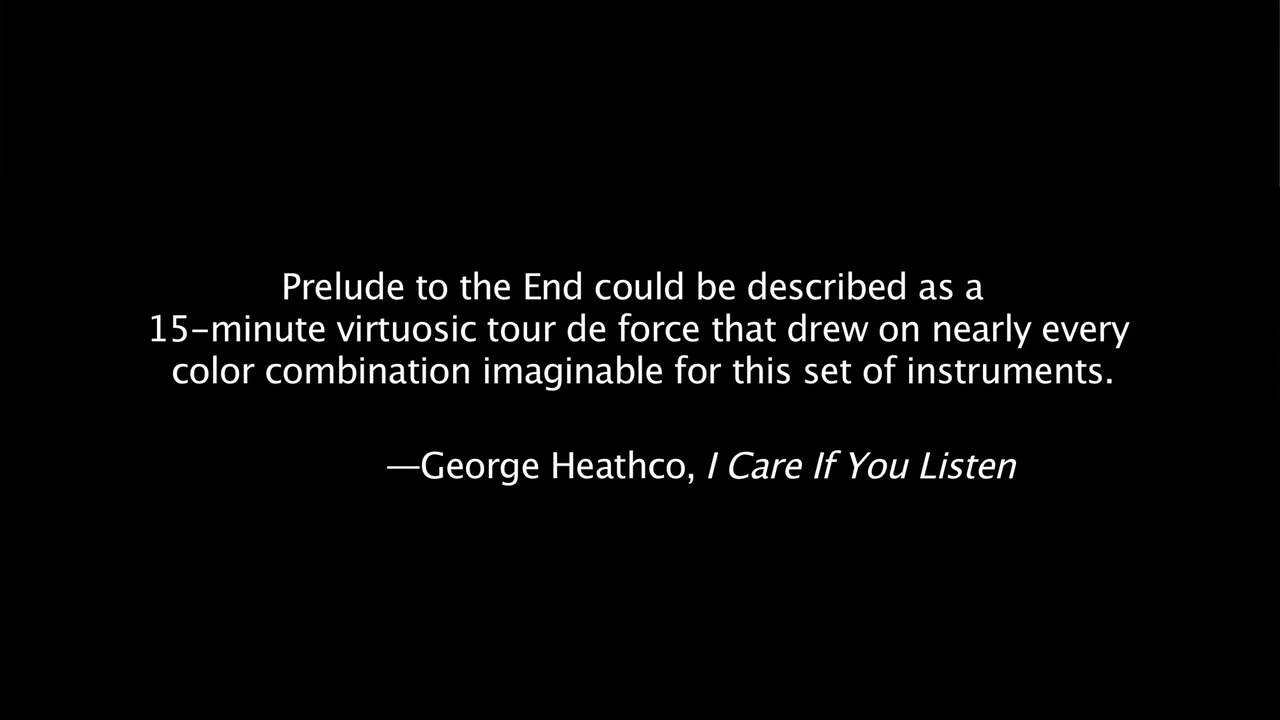 Prelude to the End could be described as a
15-minute virtuosic tour de force that drew on nearly every
color combination imaginable for this set of instruments.
—George Heathco, I Care If You Listen